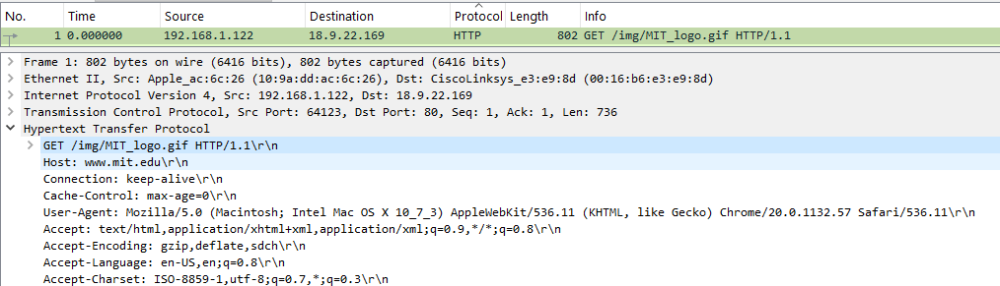 No. Time Source Destination Protocol Length Info
1 0.000000 192.168.1.122 18.9.22.169 HTTP 802 GET /img/MIT_logo.gif HTTP/1.1
Frame 1: 802 bytes on wire (6416 bits), 802 bytes captured (6416 bits)
Ethernet II, Src: Apple_ac:6c:26 (10:9a:dd:ac:6c:26), Dst: CiscoLinksys_e3:e9:8d (00:16:b6:e3:e9:8d)
Internet Protocol Version 4, Src: 192.168.1.122, Dst: 18.9.22.169
Transmission Control Protocol, Src Port: 64123, Dst Port: 80, Seq: 1, Ack: 1, Len: 736
Hypertext Transfer Protocol
GET /img/MIT_logo.gif HTTP/1.1\r\n
Host: www.mit.edu\r\n
Connection: keep-alive\r\n
Cache-Control: max-age=0\r\n
User-Agent: Mozilla/5.0 (Macintosh; Intel Mac OS X 10_7_3) AppleWebKit/536.11 (KHTML, like Gecko) Chrome/20.0.1132.57 Safari/536.11\r\n
Accept: text/html,application/xhtml+xml,application/xml;q=0.9,*/*;q=0.8\r\n
Accept-Encoding: gzip,deflate,sdch\r\n
Accept-Language: en-US,en;q=0.8\r\n
Accept-Charset: ISO-8859-1,utf-8;q=0.7,*;q=0.3\r\n